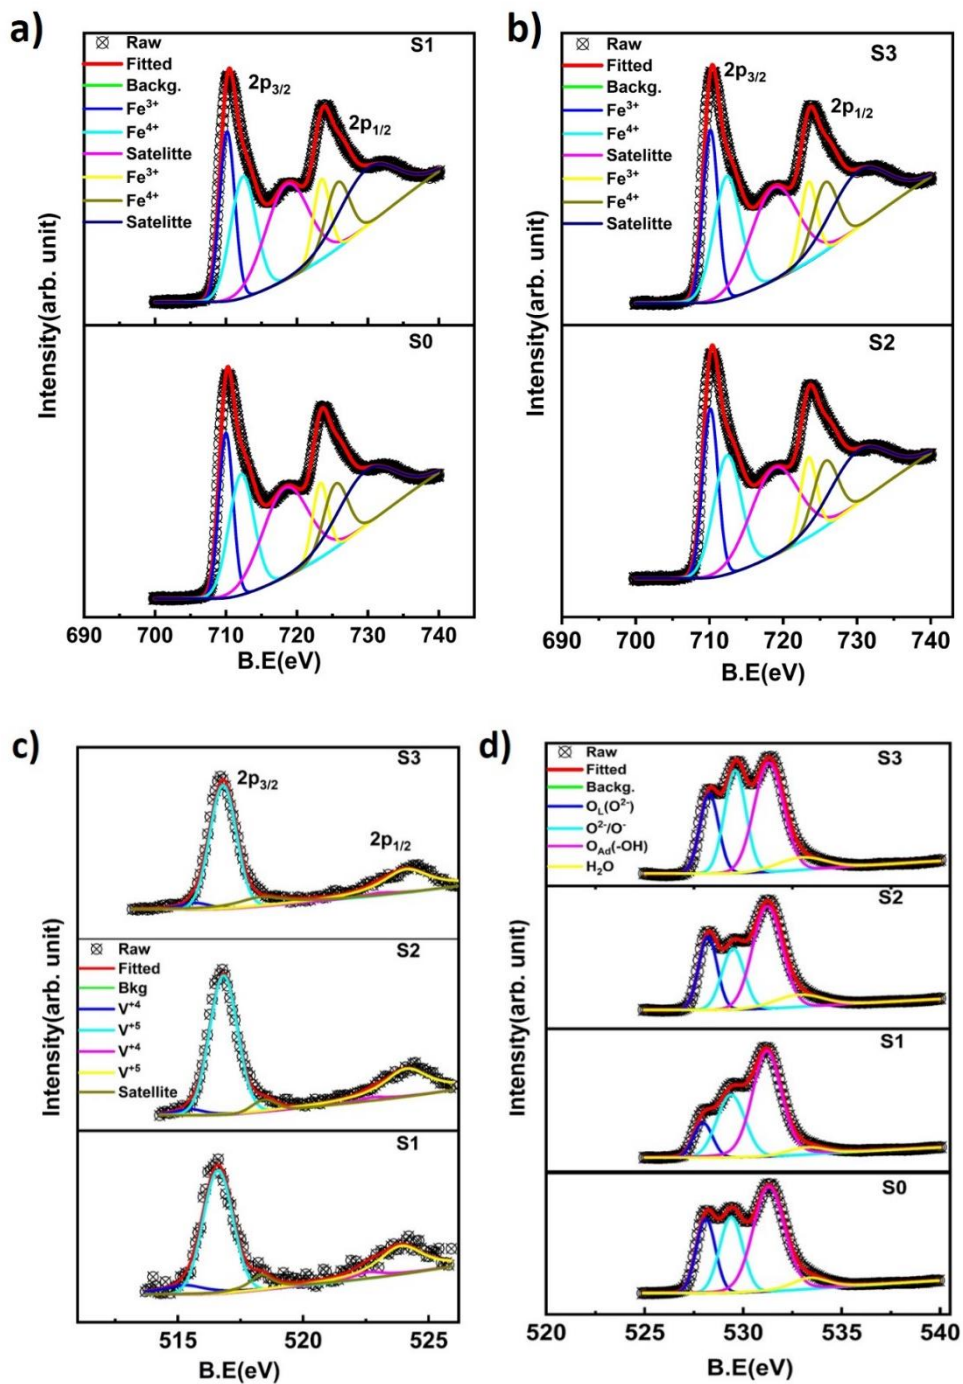 a)
Raw
Fitted
Backg.
Fe³⁺
Fe⁴⁺
Satelitte
Fe³⁺
Fe⁴⁺
Satelitte
S1
2p₃/₂
2p₁/₂
S0
Intensity(arb. unit)
690 700 710 720 730 740
B.E(eV)
b)
Raw
Fitted
Backg.
Fe³⁺
Fe⁴⁺
Satelitte
Fe³⁺
Fe⁴⁺
Satelitte
S3
2p₃/₂
2p₁/₂
S2
Intensity(arb. unit)
690 700 710 720 730 740
B.E(eV)
c)
S3
2p₃/₂
2p₁/₂
Raw
Fitted
Bkg
V⁺⁴
V⁺⁵
V⁺⁴
V⁺⁵
Satellite
S2
S1
Intensity(arb. unit)
515 520 525
B.E(eV)
d)
Raw
Fitted
Backg.
O_L(O²⁻)
O²⁻/O⁻
O_Ad(-OH)
H₂O
S3
S2
S1
S0
Intensity(arb. unit)
520 525 530 535 540
B.E(eV)